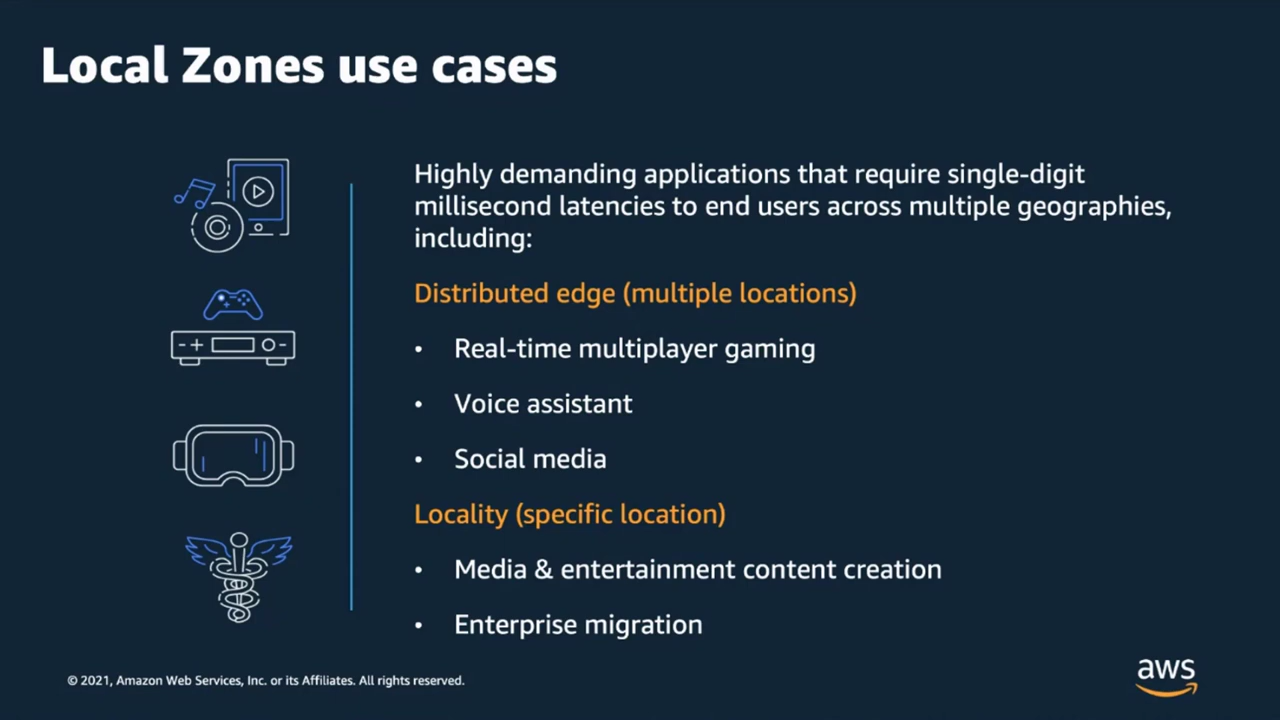 Local Zones use cases
Highly demanding applications that require single-digit
millisecond latencies to end users across multiple geographies,
including:
Distributed edge (multiple locations)
• Real-time multiplayer gaming
• Voice assistant
• Social media
Locality (specific location)
• Media & entertainment content creation
• Enterprise migration
© 2021, Amazon Web Services, Inc. or its Affiliates. All rights reserved.
aws